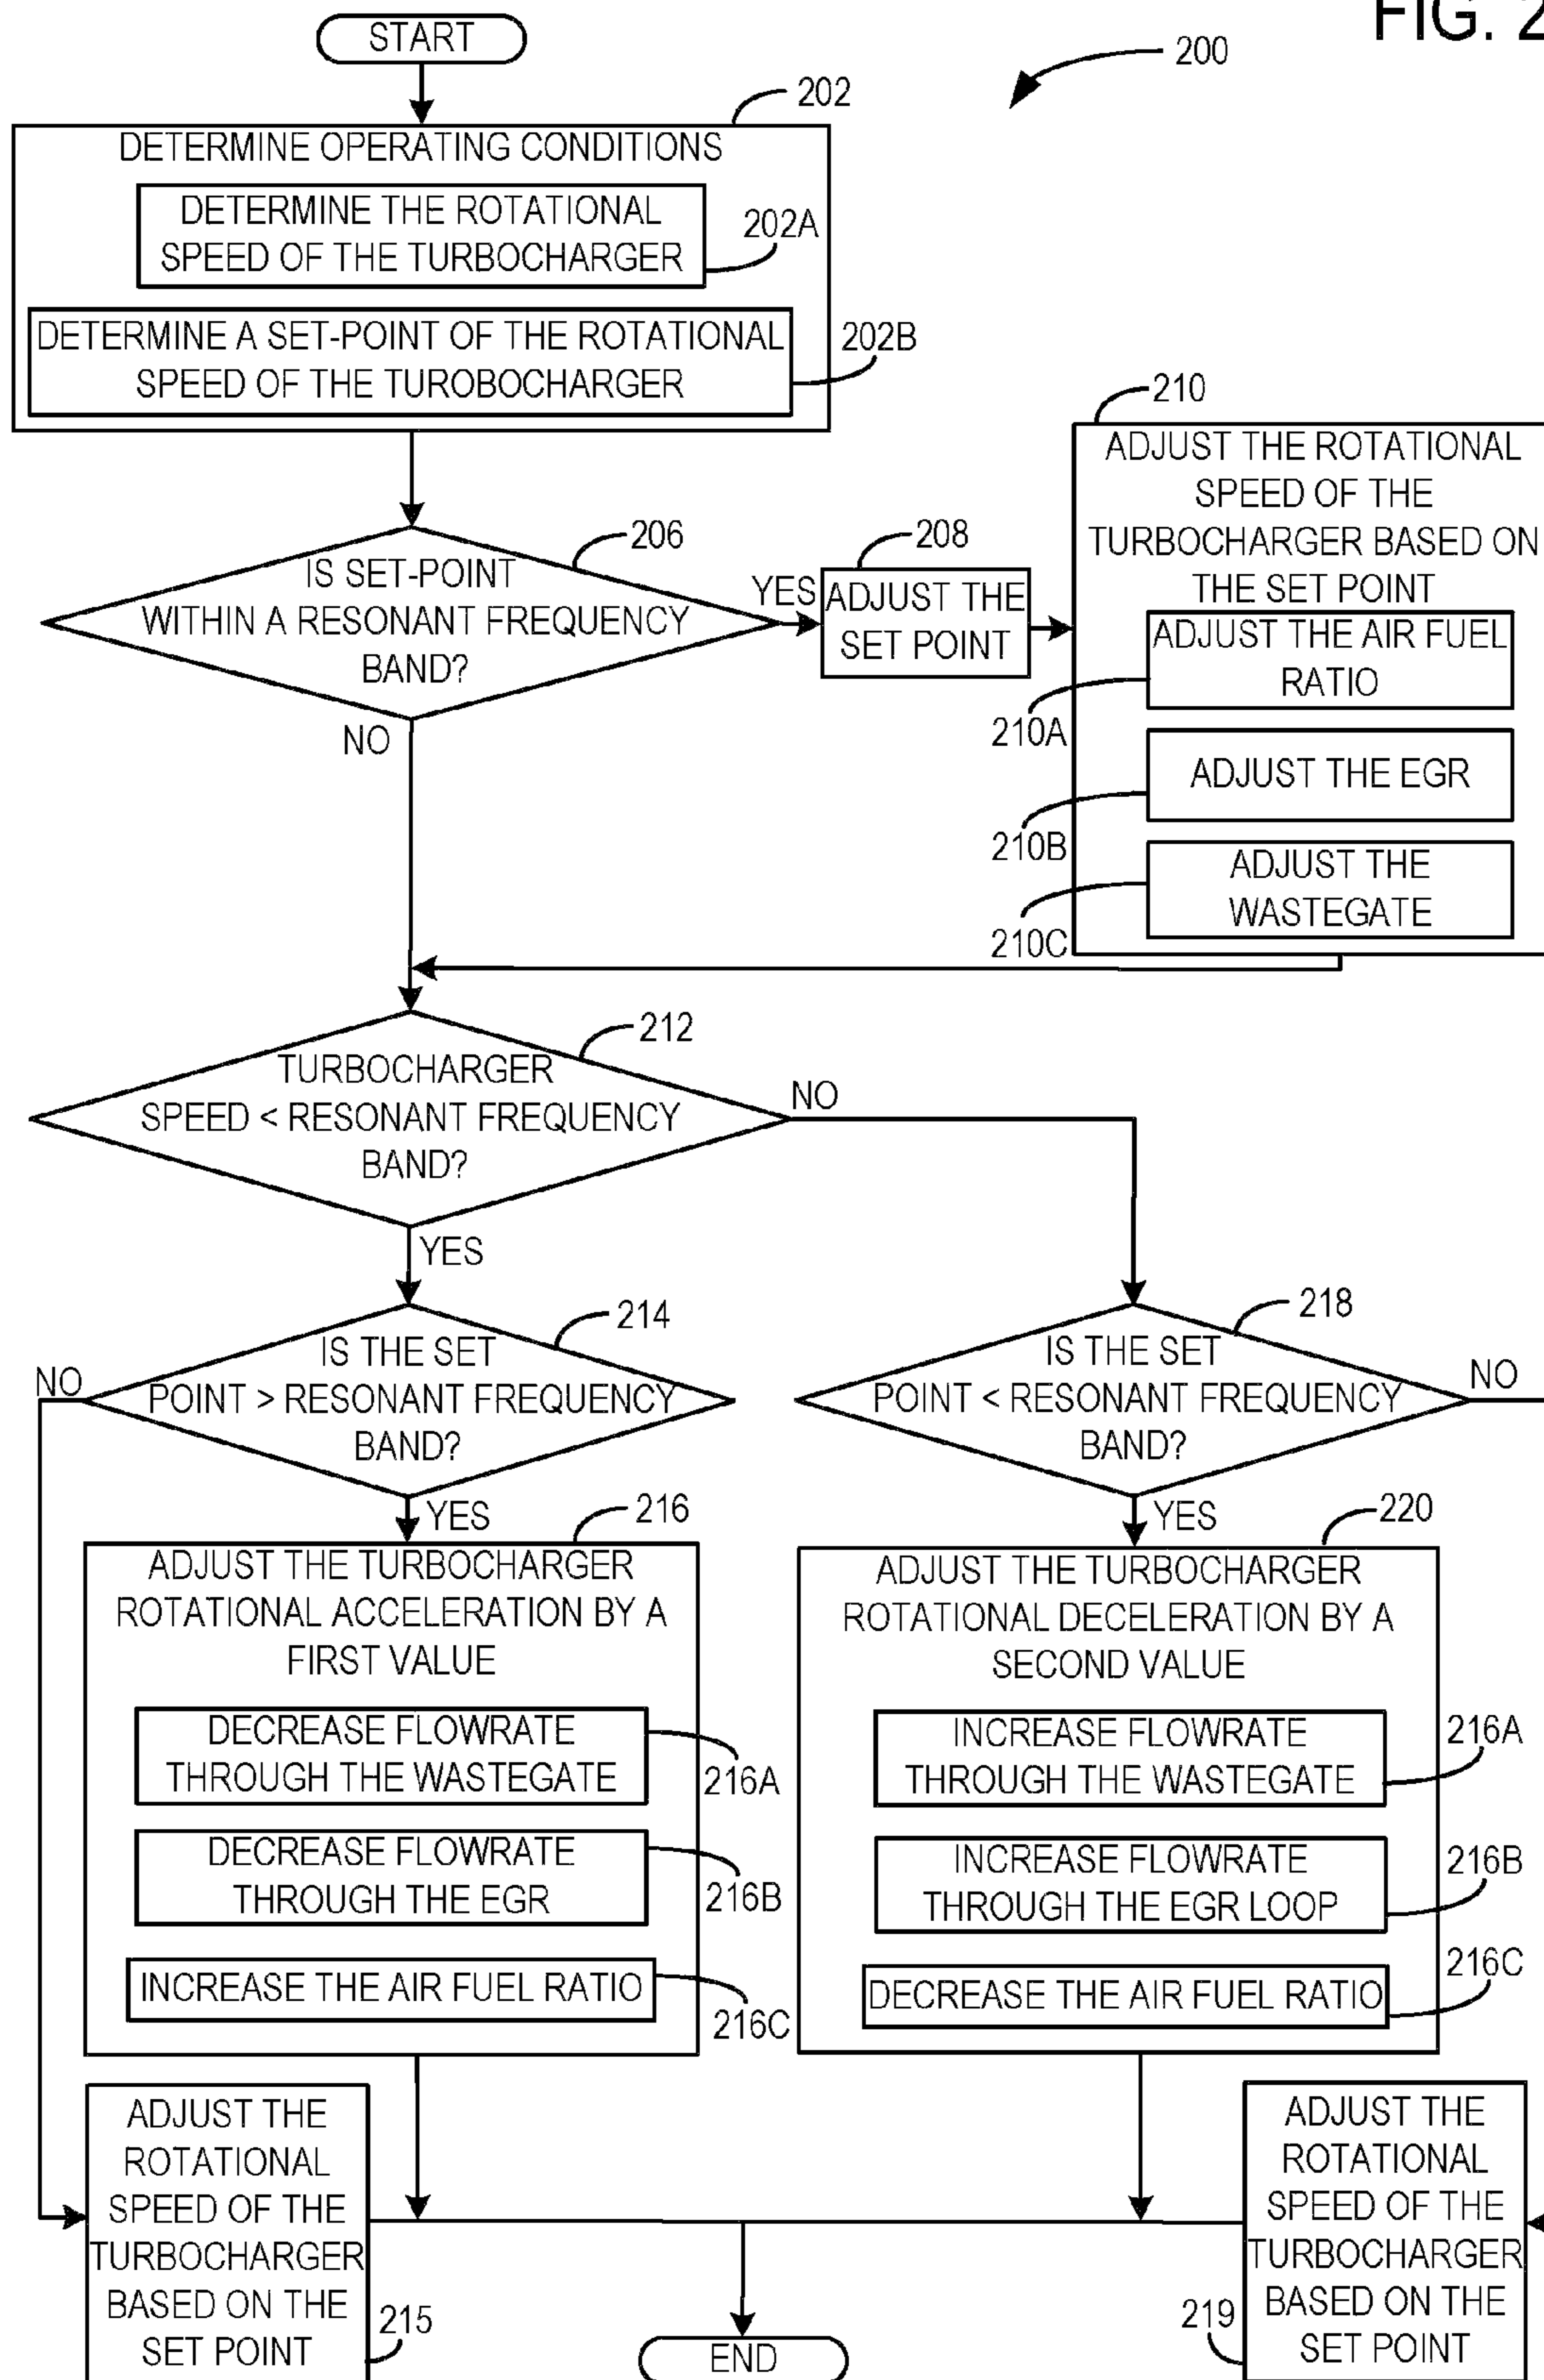 FIG. 2
START
200
202
DETERMINE OPERATING CONDITIONS
DETERMINE THE ROTATIONAL
SPEED OF THE TURBOCHARGER
202A
DETERMINE A SET-POINT OF THE ROTATIONAL
SPEED OF THE TUROBOCHARGER
202B
206
IS SET-POINT
WITHIN A RESONANT FREQUENCY
BAND?
YES
NO
208
ADJUST THE
SET POINT
210
ADJUST THE ROTATIONAL
SPEED OF THE
TURBOCHARGER BASED ON
THE SET POINT
ADJUST THE AIR FUEL
RATIO
210A
ADJUST THE EGR
210B
ADJUST THE
WASTEGATE
210C
212
TURBOCHARGER
SPEED < RESONANT FREQUENCY
BAND?
NO
YES
214
IS THE SET
POINT > RESONANT FREQUENCY
BAND?
NO
YES
218
IS THE SET
POINT < RESONANT FREQUENCY
BAND?
NO
YES
216
ADJUST THE TURBOCHARGER
ROTATIONAL ACCELERATION BY A
FIRST VALUE
DECREASE FLOWRATE
THROUGH THE WASTEGATE
216A
DECREASE FLOWRATE
THROUGH THE EGR
216B
INCREASE THE AIR FUEL RATIO
216C
220
ADJUST THE TURBOCHARGER
ROTATIONAL DECELERATION BY A
SECOND VALUE
INCREASE FLOWRATE
THROUGH THE WASTEGATE
216A
INCREASE FLOWRATE
THROUGH THE EGR LOOP
216B
DECREASE THE AIR FUEL RATIO
216C
ADJUST THE
ROTATIONAL
SPEED OF THE
TURBOCHARGER
BASED ON THE
SET POINT
215
END
219
ADJUST THE
ROTATIONAL
SPEED OF THE
TURBOCHARGER
BASED ON THE
SET POINT